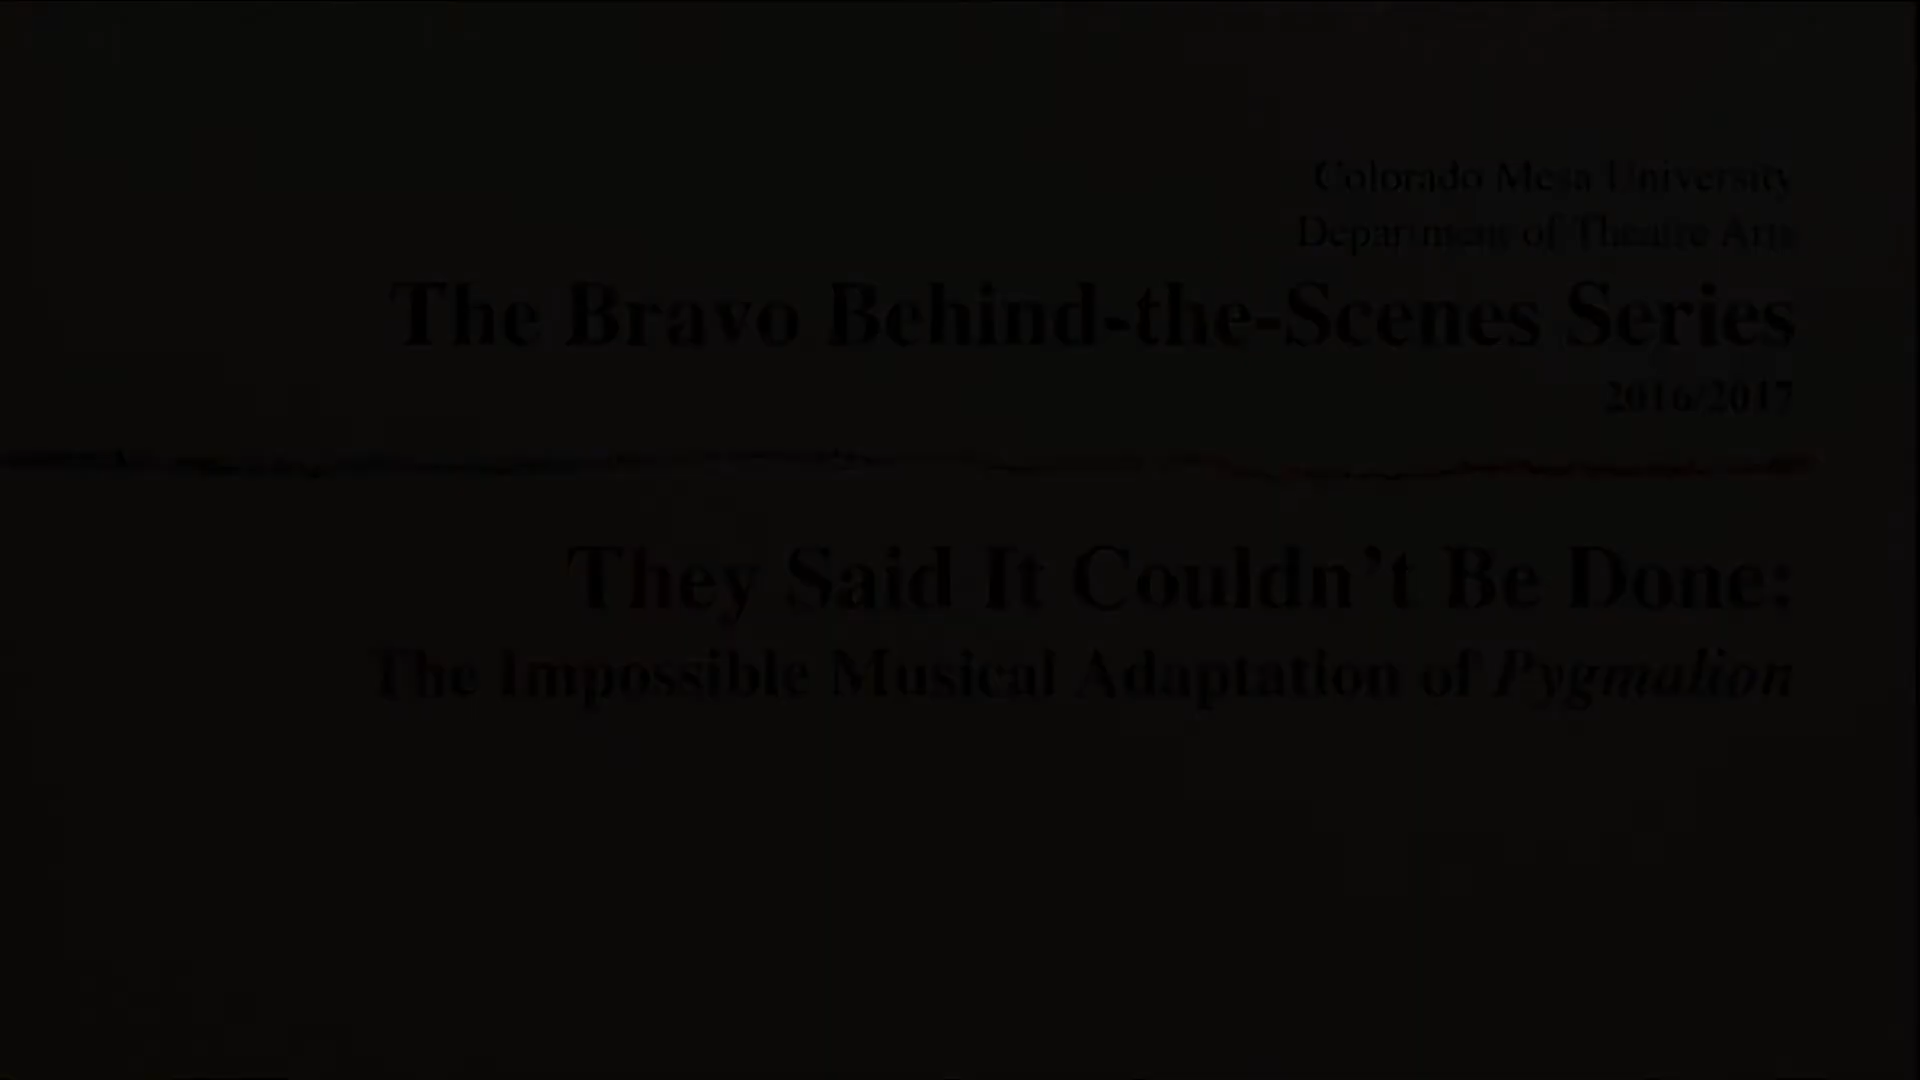 Colorado Mesa University
Department of Theatre Arts
The Bravo Behind-the-Scenes Series
2016/2017
They Said It Couldn't Be Done:
The Impossible Musical Adaptation of Pygmalion